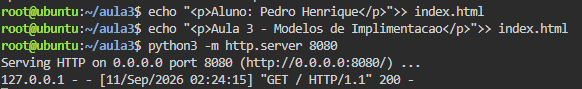 root@ubuntu:~/aula3$ echo "<p>Aluno: Pedro Henrique</p>">> index.html
root@ubuntu:~/aula3$ echo "<p>Aula 3 - Modelos de Implimentacao</p>">> index.html
root@ubuntu:~/aula3$ python3 -m http.server 8080
Serving HTTP on 0.0.0.0 port 8080 (http://0.0.0.0:8080/) ...
127.0.0.1 - - [11/Sep/2026 02:24:15] "GET / HTTP/1.1" 200 -